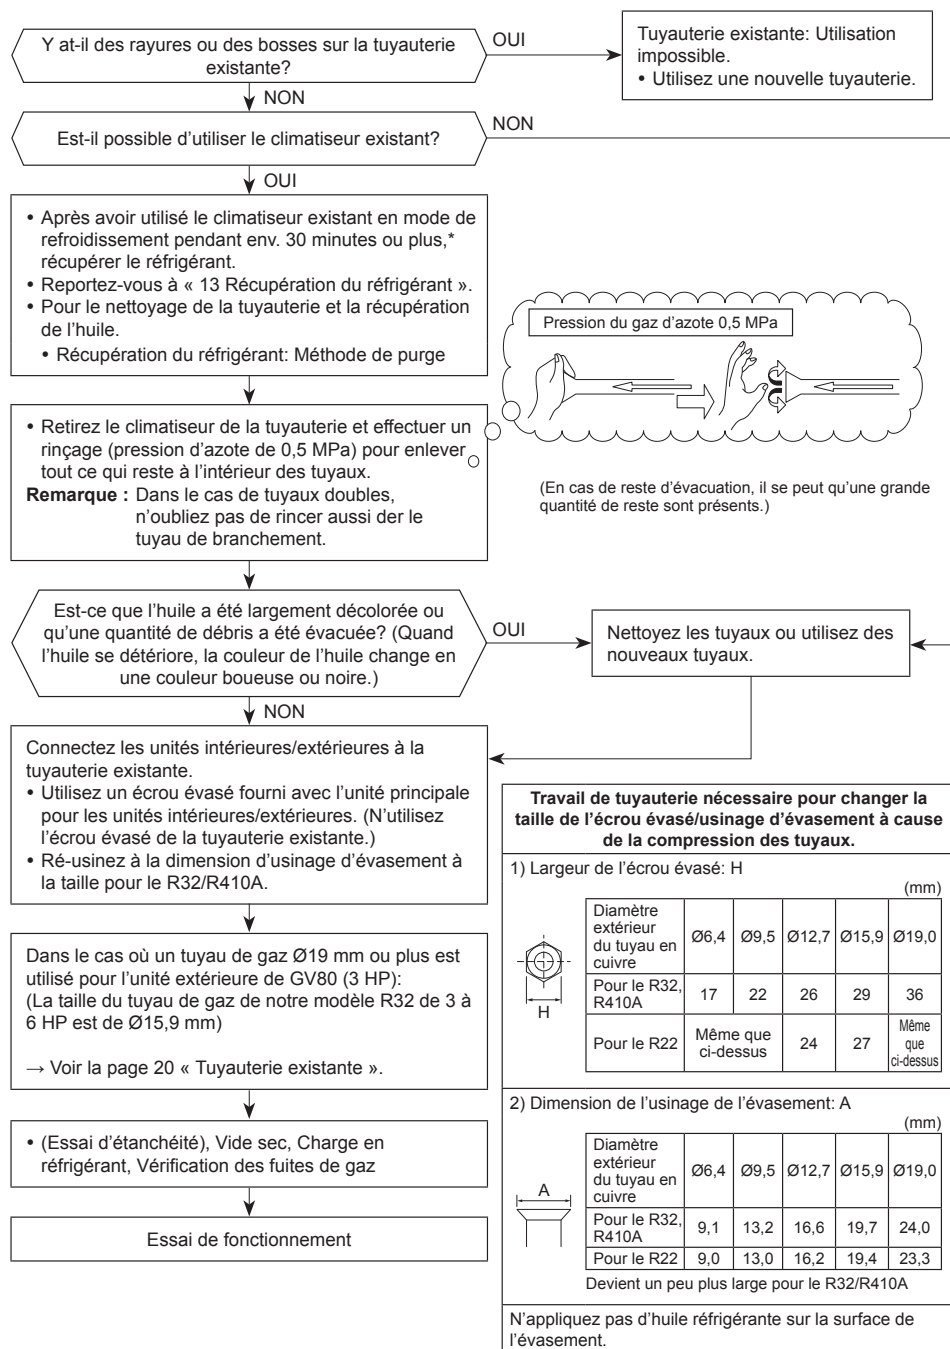 Y at-il des rayures ou des bosses sur la tuyauterie
existante?
OUI
Tuyauterie existante: Utilisation
impossible.
• Utilisez une nouvelle tuyauterie.
NON
Est-il possible d’utiliser le climatiseur existant?
NON
OUI
• Après avoir utilisé le climatiseur existant en mode de
refroidissement pendant env. 30 minutes ou plus,*
récupérer le réfrigérant.
• Reportez-vous à « 13 Récupération du réfrigérant ».
• Pour le nettoyage de la tuyauterie et la récupération
de l’huile.
• Récupération du réfrigérant: Méthode de purge
Pression du gaz d’azote 0,5 MPa
• Retirez le climatiseur de la tuyauterie et effectuer un
rinçage (pression d’azote de 0,5 MPa) pour enlever
tout ce qui reste à l’intérieur des tuyaux.
Remarque : Dans le cas de tuyaux doubles,
n’oubliez pas de rincer aussi der le
tuyau de branchement.
(En cas de reste d’évacuation, il se peut qu’une grande
quantité de reste sont présents.)
Est-ce que l’huile a été largement décolorée ou
qu’une quantité de débris a été évacuée? (Quand
l’huile se détériore, la couleur de l’huile change en
une couleur boueuse ou noire.)
OUI
Nettoyez les tuyaux ou utilisez des
nouveaux tuyaux.
NON
Connectez les unités intérieures/extérieures à la
tuyauterie existante.
• Utilisez un écrou évasé fourni avec l’unité principale
pour les unités intérieures/extérieures. (N’utilisez
l’écrou évasé de la tuyauterie existante.)
• Ré-usinez à la dimension d’usinage d’évasement à
la taille pour le R32/R410A.
Dans le cas où un tuyau de gaz Ø19 mm ou plus est
utilisé pour l’unité extérieure de GV80 (3 HP):
(La taille du tuyau de gaz de notre modèle R32 de 3 à
6 HP est de Ø15,9 mm)
→ Voir la page 20 « Tuyauterie existante ».
• (Essai d’étanchéité), Vide sec, Charge en
réfrigérant, Vérification des fuites de gaz
Essai de fonctionnement
Travail de tuyauterie nécessaire pour changer la
taille de l’écrou évasé/usinage d’évasement à cause
de la compression des tuyaux.
1) Largeur de l’écrou évasé: H
(mm)
H
Diamètre
extérieur
du tuyau en
cuivre
Ø6,4 Ø9,5 Ø12,7 Ø15,9 Ø19,0
Pour le R32,
R410A
17 22 26 29 36
Pour le R22
Même que
ci-dessus
24 27
Même
que
ci-dessus
2) Dimension de l’usinage de l’évasement: A
(mm)
A
Diamètre
extérieur
du tuyau en
cuivre
Ø6,4 Ø9,5 Ø12,7 Ø15,9 Ø19,0
Pour le R32,
R410A
9,1 13,2 16,6 19,7 24,0
Pour le R22 9,0 13,0 16,2 19,4 23,3
Devient un peu plus large pour le R32/R410A
N’appliquez pas d’huile réfrigérante sur la surface de
l’évasement.